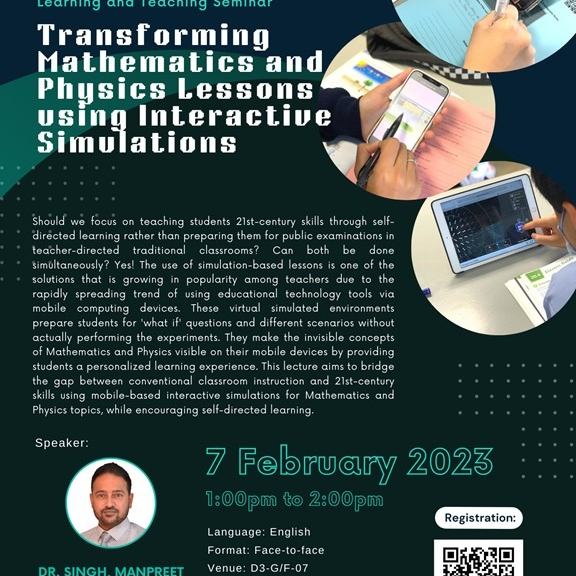 Learning and Teaching Seminar
Transforming
Mathematics and
Physics Lessons
using Interactive
Simulations
Should we focus on teaching students 21st-century skills through self-
directed learning rather than preparing them for public examinations in
teacher-directed traditional classrooms? Can both be done
simultaneously? Yes! The use of simulation-based lessons is one of the
solutions that is growing in popularity among teachers due to the
rapidly spreading trend of using educational technology tools via
mobile computing devices. These virtual simulated environments
prepare students for 'what if' questions and different scenarios without
actually performing the experiments. They make the invisible concepts
of Mathematics and Physics visible on their mobile devices by providing
students a personalized learning experience. This lecture aims to bridge
the gap between conventional classroom instruction and 21st-century
skills using mobile-based interactive simulations for Mathematics and
Physics topics, while encouraging self-directed learning.
Speaker:
7 February 2023
1:00pm to 2:00pm
Registration:
Language: English
Format: Face-to-face
Venue: D3-G/F-07
DR. SINGH, MANPREET